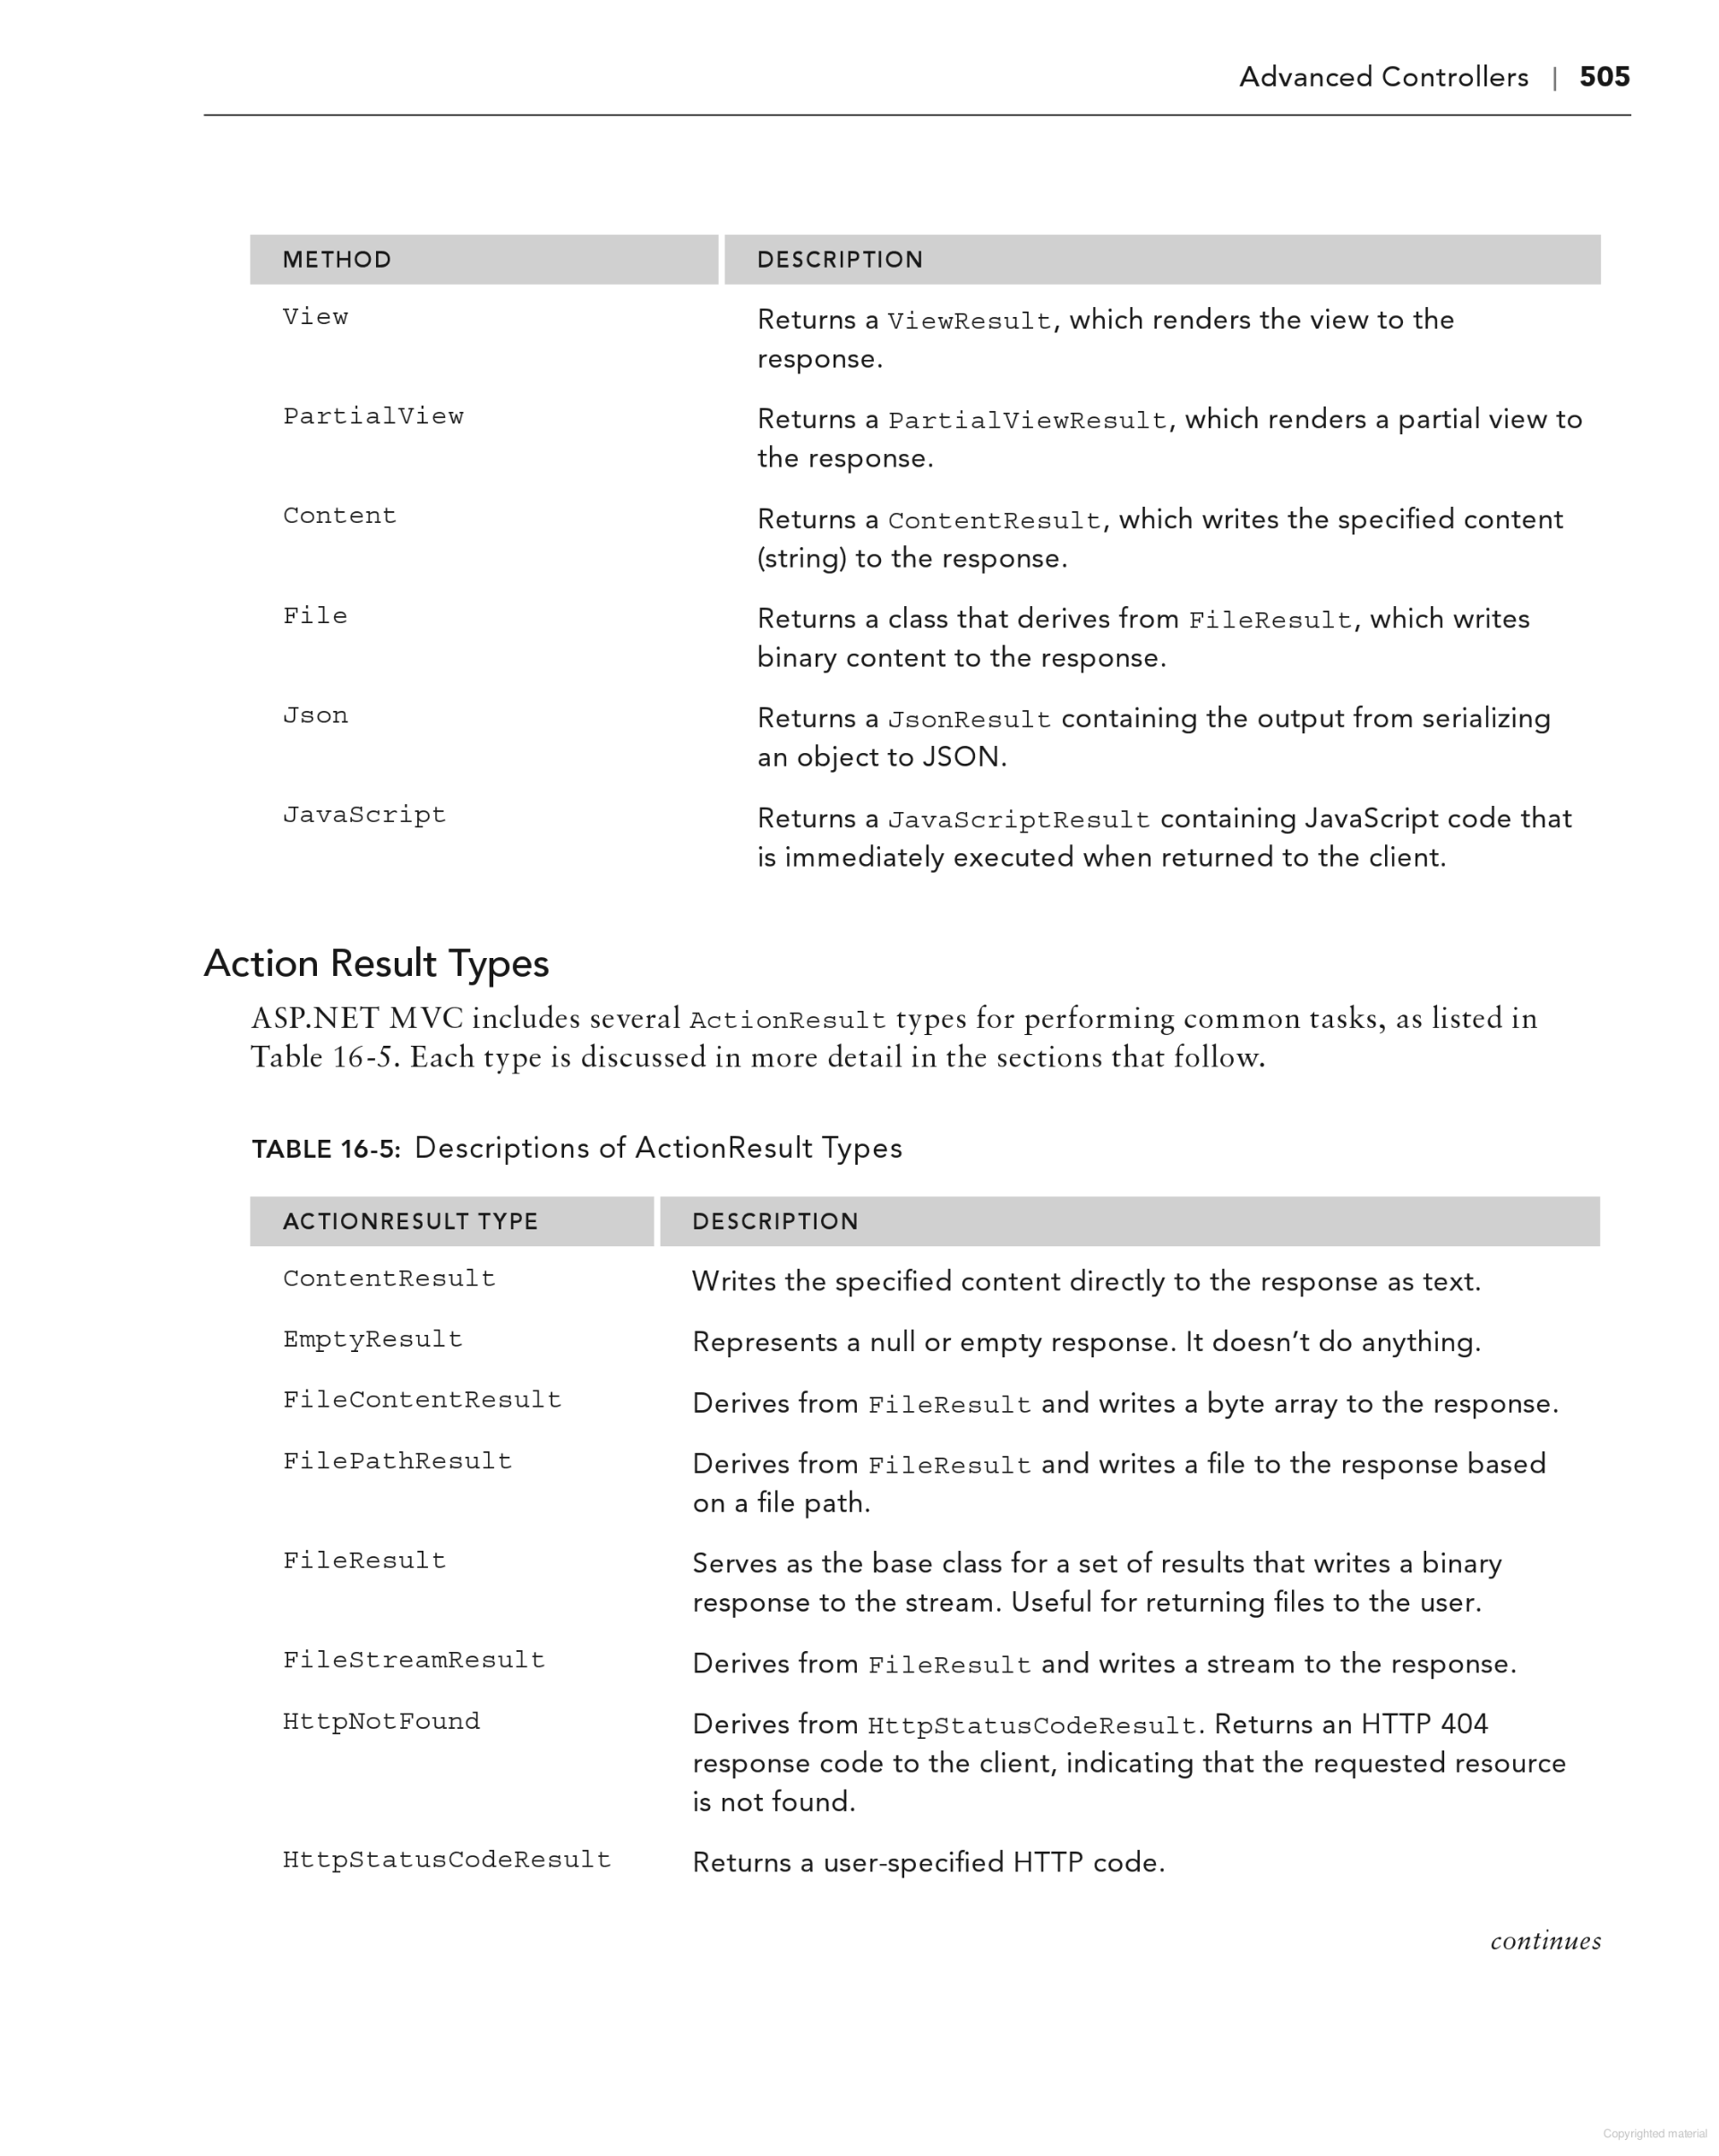 Advanced Controllers | 505
METHOD DESCRIPTION
View Returns a ViewResult, which renders the view to the
response.
PartialView Returns a PartialViewResult, which renders a partial view to
the response.
Content Returns a ContentResult, which writes the specified content
(string) to the response.
File Returns a class that derives from FileResult, which writes
binary content to the response.
Json Returns a JsonResult containing the output from serializing
an object to JSON.
JavaScript Returns a JavaScriptResult containing JavaScript code that
is immediately executed when returned to the client.
Action Result Types
ASP.NET MVC includes several ActionResult types for performing common tasks, as listed in
Table 16-5. Each type is discussed in more detail in the sections that follow.
TABLE 16-5: Descriptions of ActionResult Types
ACTIONRESULT TYPE DESCRIPTION
ContentResult Writes the specified content directly to the response as text.
EmptyResult Represents a null or empty response. It doesn’t do anything.
FileContentResult Derives from FileResult and writes a byte array to the response.
FilePathResult Derives from FileResult and writes a file to the response based
on a file path.
FileResult Serves as the base class for a set of results that writes a binary
response to the stream. Useful for returning files to the user.
FileStreamResult Derives from FileResult and writes a stream to the response.
HttpNotFound Derives from HttpStatusCodeResult. Returns an HTTP 404
response code to the client, indicating that the requested resource
is not found.
HttpStatusCodeResult Returns a user-specified HTTP code.
continues
Copyrighted material